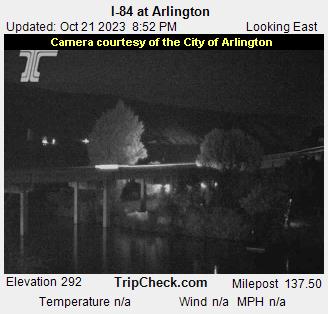 I-84 at Arlington
Updated: Oct 21 2023 8:52 PM Looking East
Camera courtesy of the City of Arlington
Elevation 292 TripCheck.com Milepost 137.50
Temperature n/a Wind n/a MPH n/a